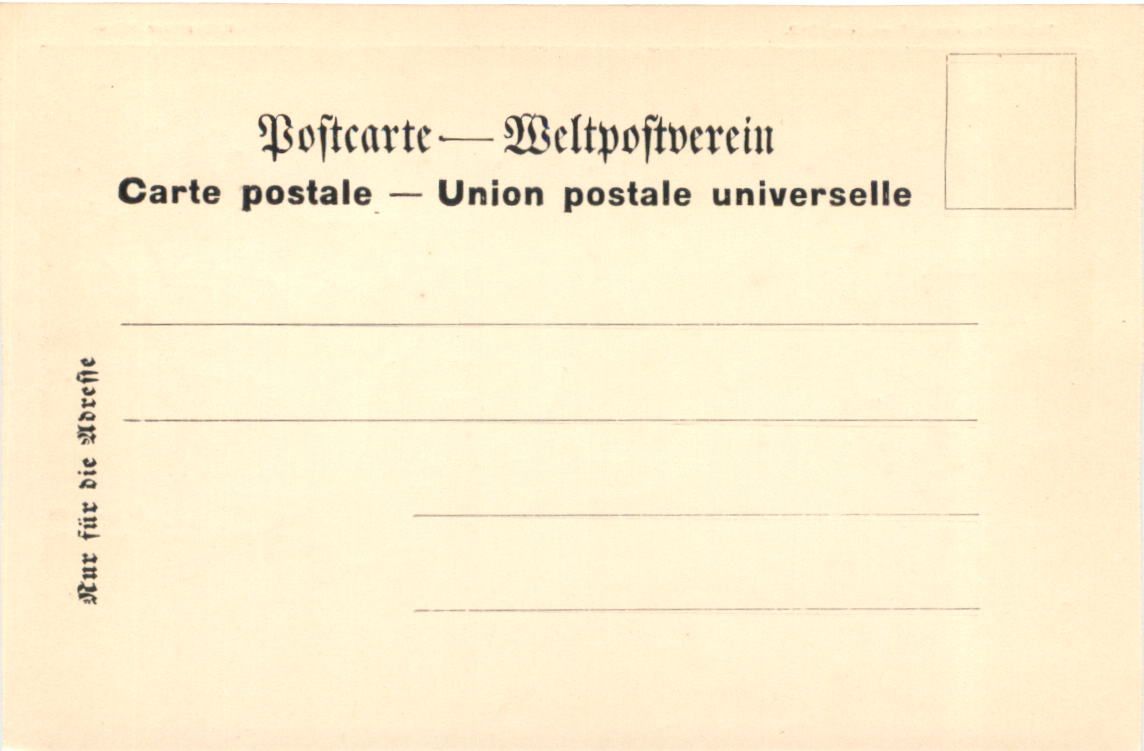 Postcarte — Weltpostverein
Carte postale — Union postale universelle
Nur für die Adresse